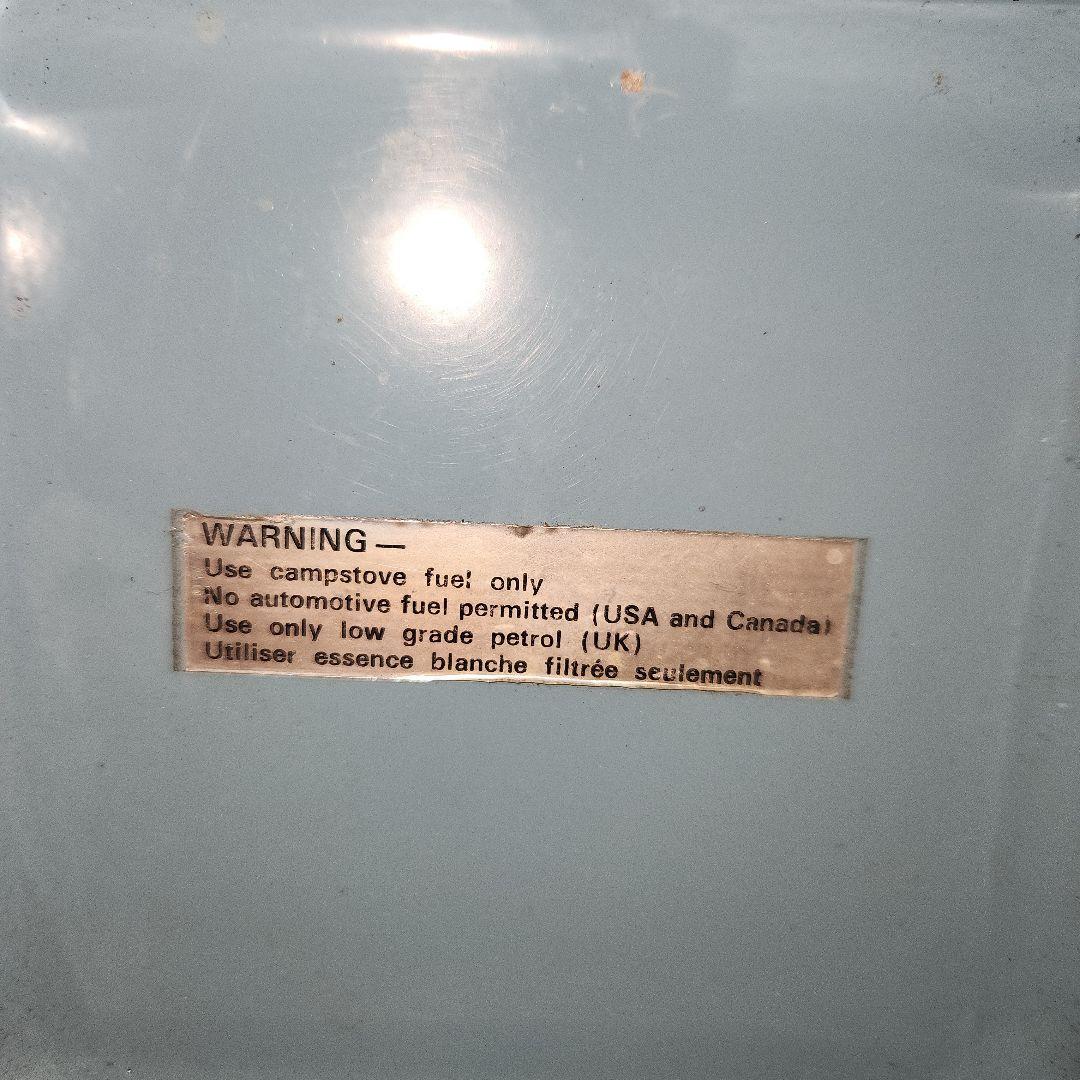 WARNING —
Use campstove fuel only
No automotive fuel permitted (USA and Canada)
Use only low grade petrol (UK)
Utiliser essence blanche filtrée seulement